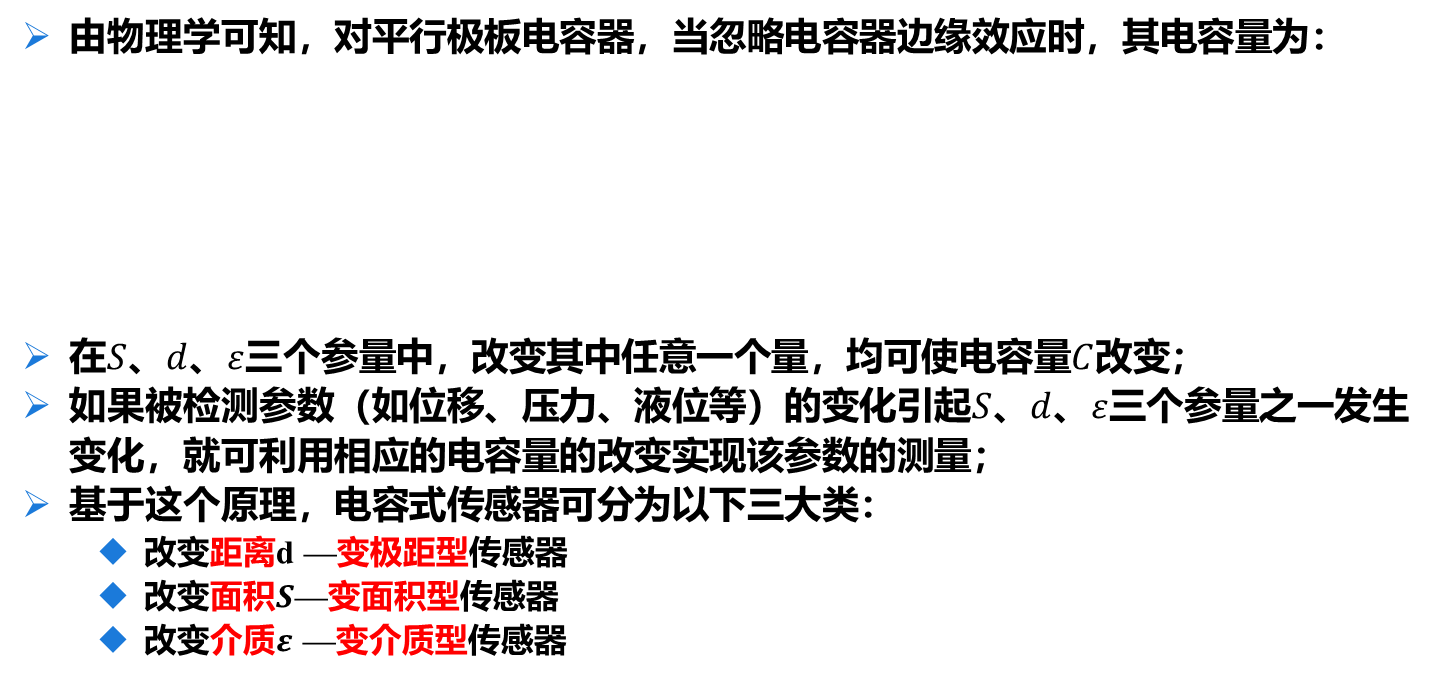 ➢ 由物理学可知，对平行极板电容器，当忽略电容器边缘效应时，其电容量为：
➢ 在S、d、ε三个参量中，改变其中任意一个量，均可使电容量C改变；
➢ 如果被检测参数（如位移、压力、液位等）的变化引起S、d、ε三个参量之一发生
变化，就可利用相应的电容量的改变实现该参数的测量；
➢ 基于这个原理，电容式传感器可分为以下三大类：
◆ 改变距离d —变极距型传感器
◆ 改变面积S—变面积型传感器
◆ 改变介质ε —变介质型传感器